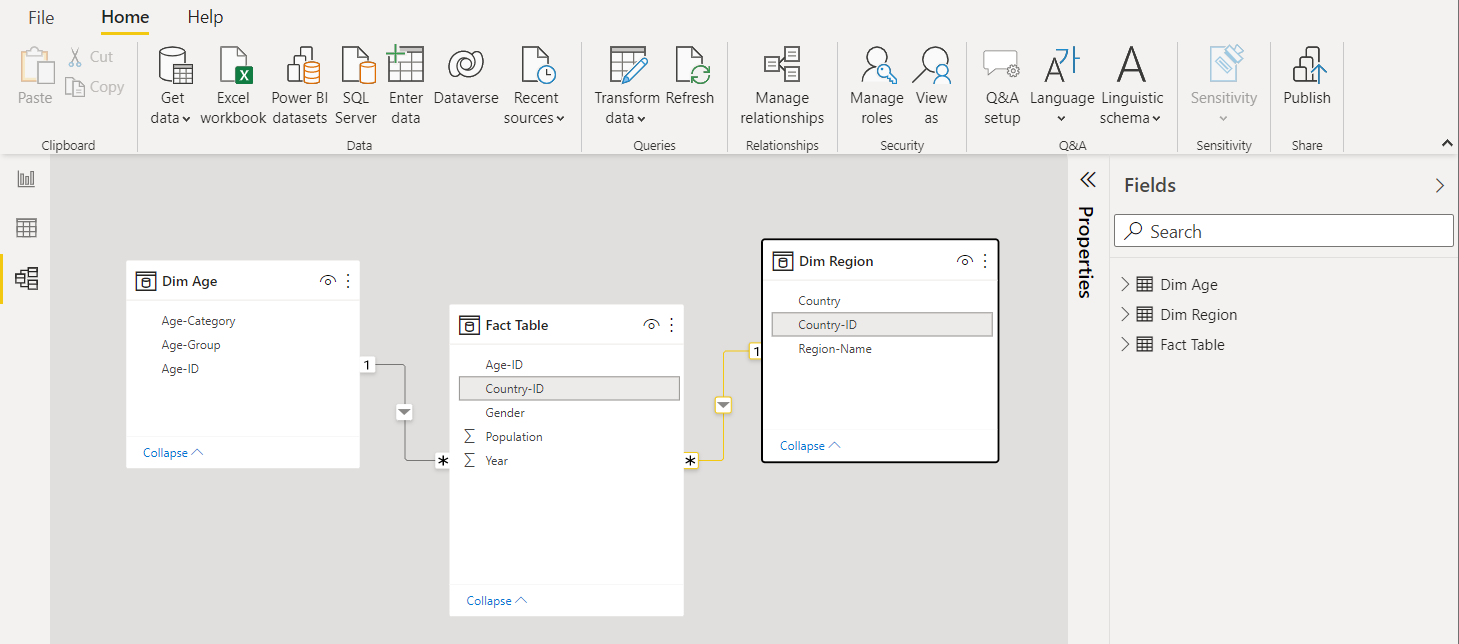 File Home Help
Paste
Cut
Copy
Clipboard
Get
data
Excel
workbook
Power BI
datasets
SQL
Server
Enter
data
Dataverse
Recent
sources
Data
Transform
data
Refresh
Queries
Manage
relationships
Relationships
Manage
roles
View
as
Security
Q&A
setup
Language
Linguistic
schema
Q&A
Sensitivity
Sensitivity
Publish
Share
Dim Age
Age-Category
Age-Group
Age-ID
Collapse
1
*
Fact Table
Age-ID
Country-ID
Gender
∑ Population
∑ Year
Collapse
*
1
Dim Region
Country
Country-ID
Region-Name
Collapse
Properties
Fields
Search
Dim Age
Dim Region
Fact Table